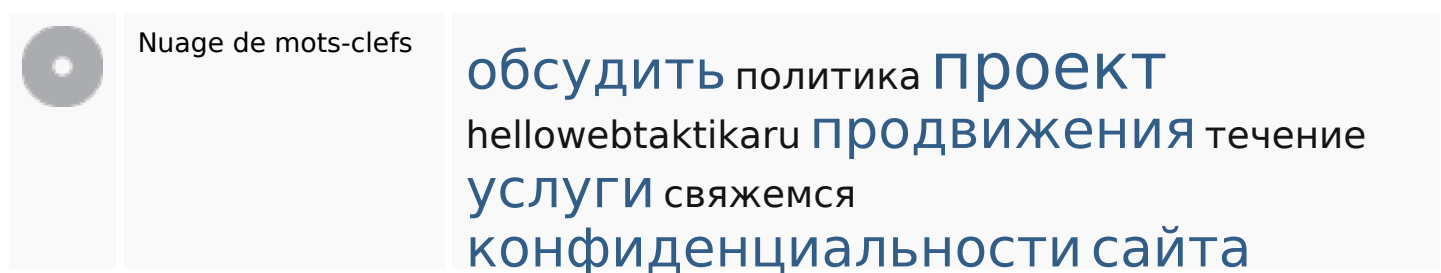 Nuage de mots-clefs
обсудить политика проект
hellowebtaktikaru продвижения течение
услуги свяжемся
конфиденциальности сайта